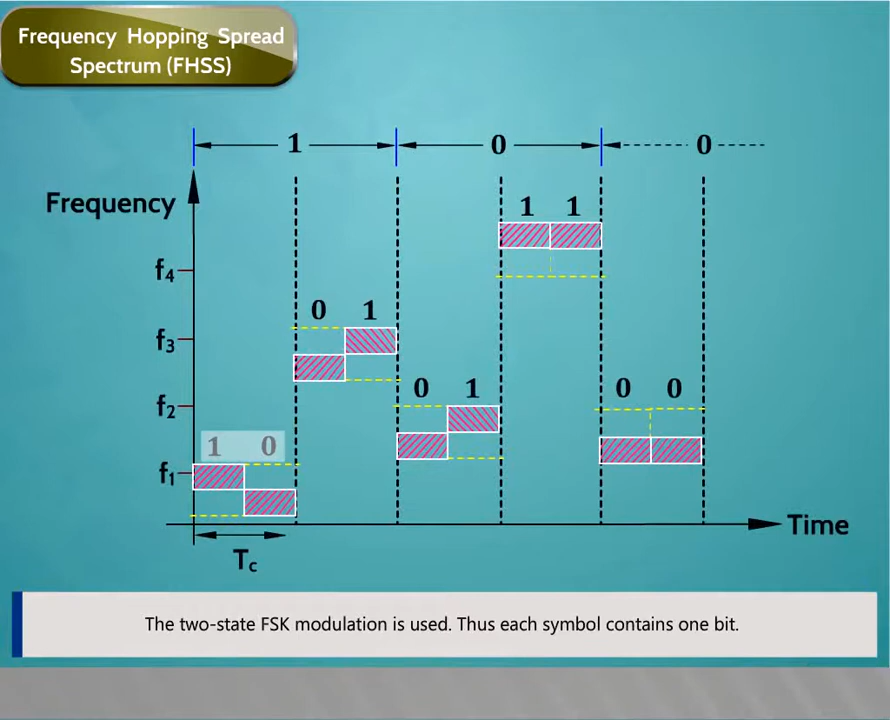 Frequency Hopping Spread
Spectrum (FHSS)
1 0 0
Frequency
1 1
f4
0 1
f3
0 1 0 0
f2
1 0
f1
Time
Tc
The two-state FSK modulation is used. Thus each symbol contains one bit.